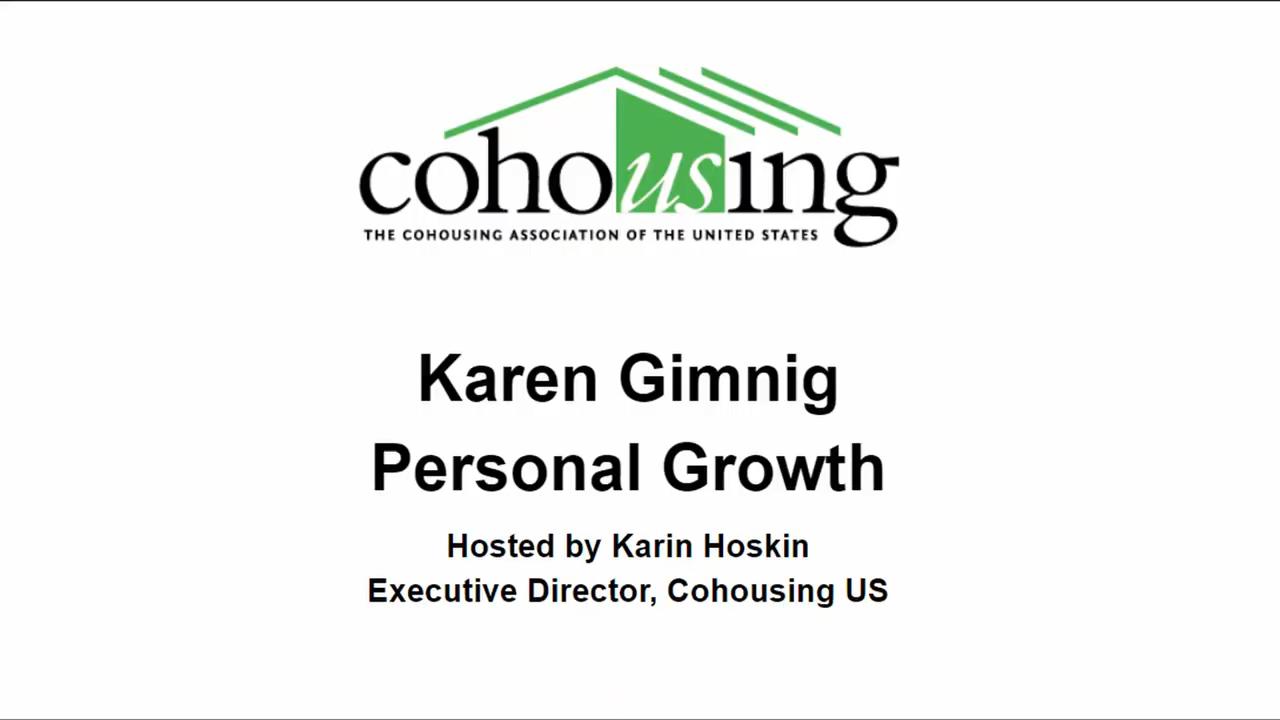 cohousing
THE COHOUSING ASSOCIATION OF THE UNITED STATES
Karen Gimnig
Personal Growth
Hosted by Karin Hoskin
Executive Director, Cohousing US